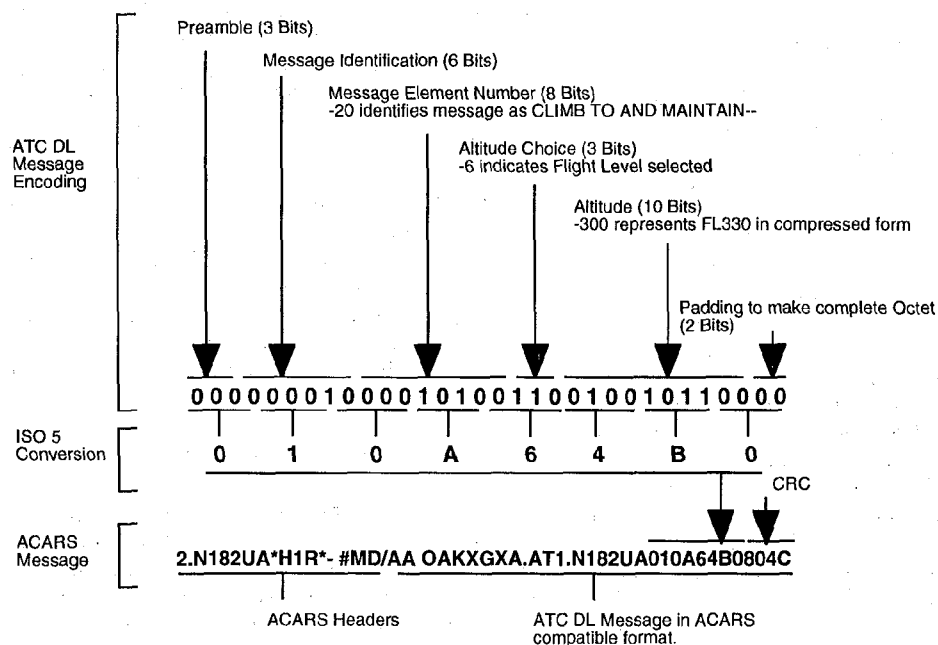 Preamble (3 Bits)
Message Identification (6 Bits)
Message Element Number (8 Bits)
-20 identifies message as CLIMB TO AND MAINTAIN--
ATC DL
Message
Encoding
Altitude Choice (3 Bits)
-6 indicates Flight Level selected
Altitude (10 Bits)
-300 represents FL330 in compressed form
Padding to make complete Octet
(2 Bits)
0 0 0 0 0 0 0 1 0 0 0 0 1 0 1 0 0 1 1 0 0 1 0 0 1 0 1 1 0 0 0 0
ISO 5
Conversion
0 1 0 A 6 4 B 0
CRC
ACARS
Message
2.N182UA*H1R*- #MD/AA OAKXGXA.AT1.N182UA010A64B0804C
ACARS Headers
ATC DL Message in ACARS
compatible format.